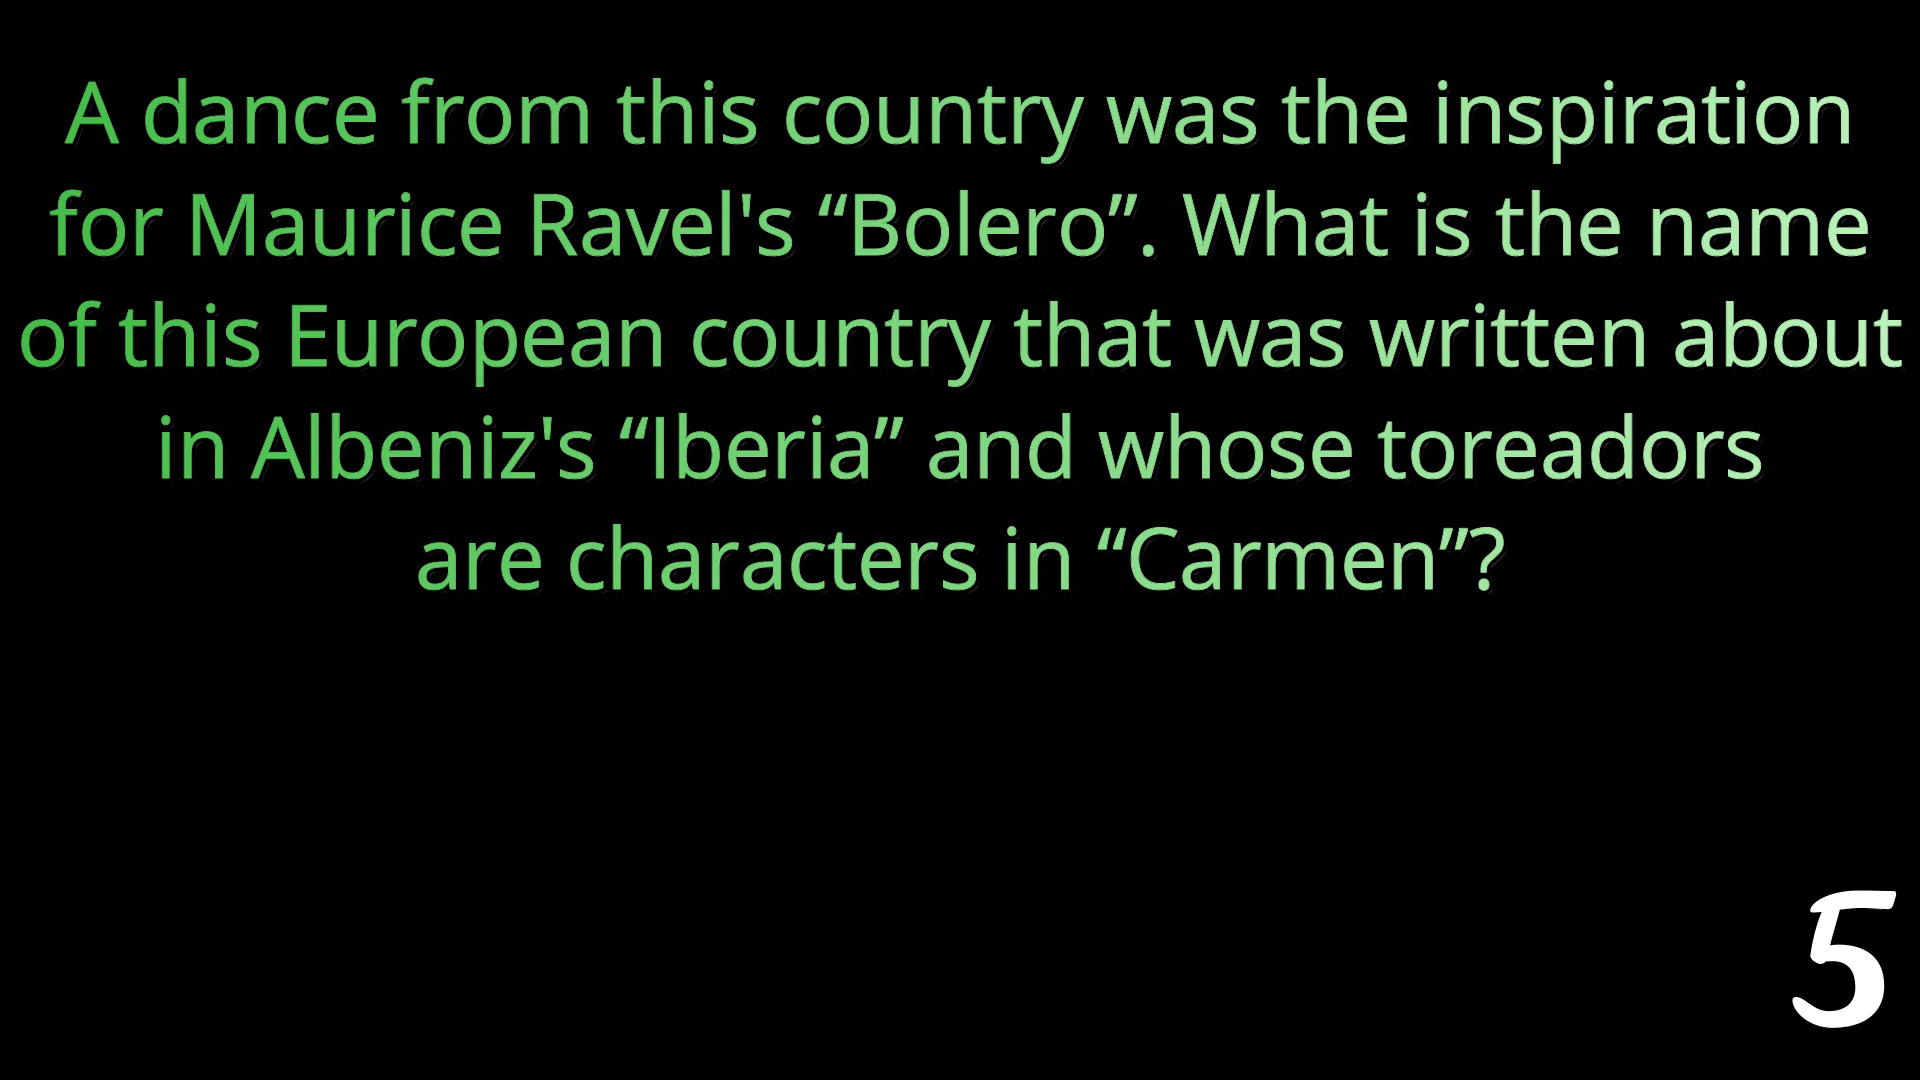 A dance from this country was the inspiration
for Maurice Ravel's “Bolero”. What is the name
of this European country that was written about
in Albeniz's “Iberia” and whose toreadors
are characters in “Carmen”?
5